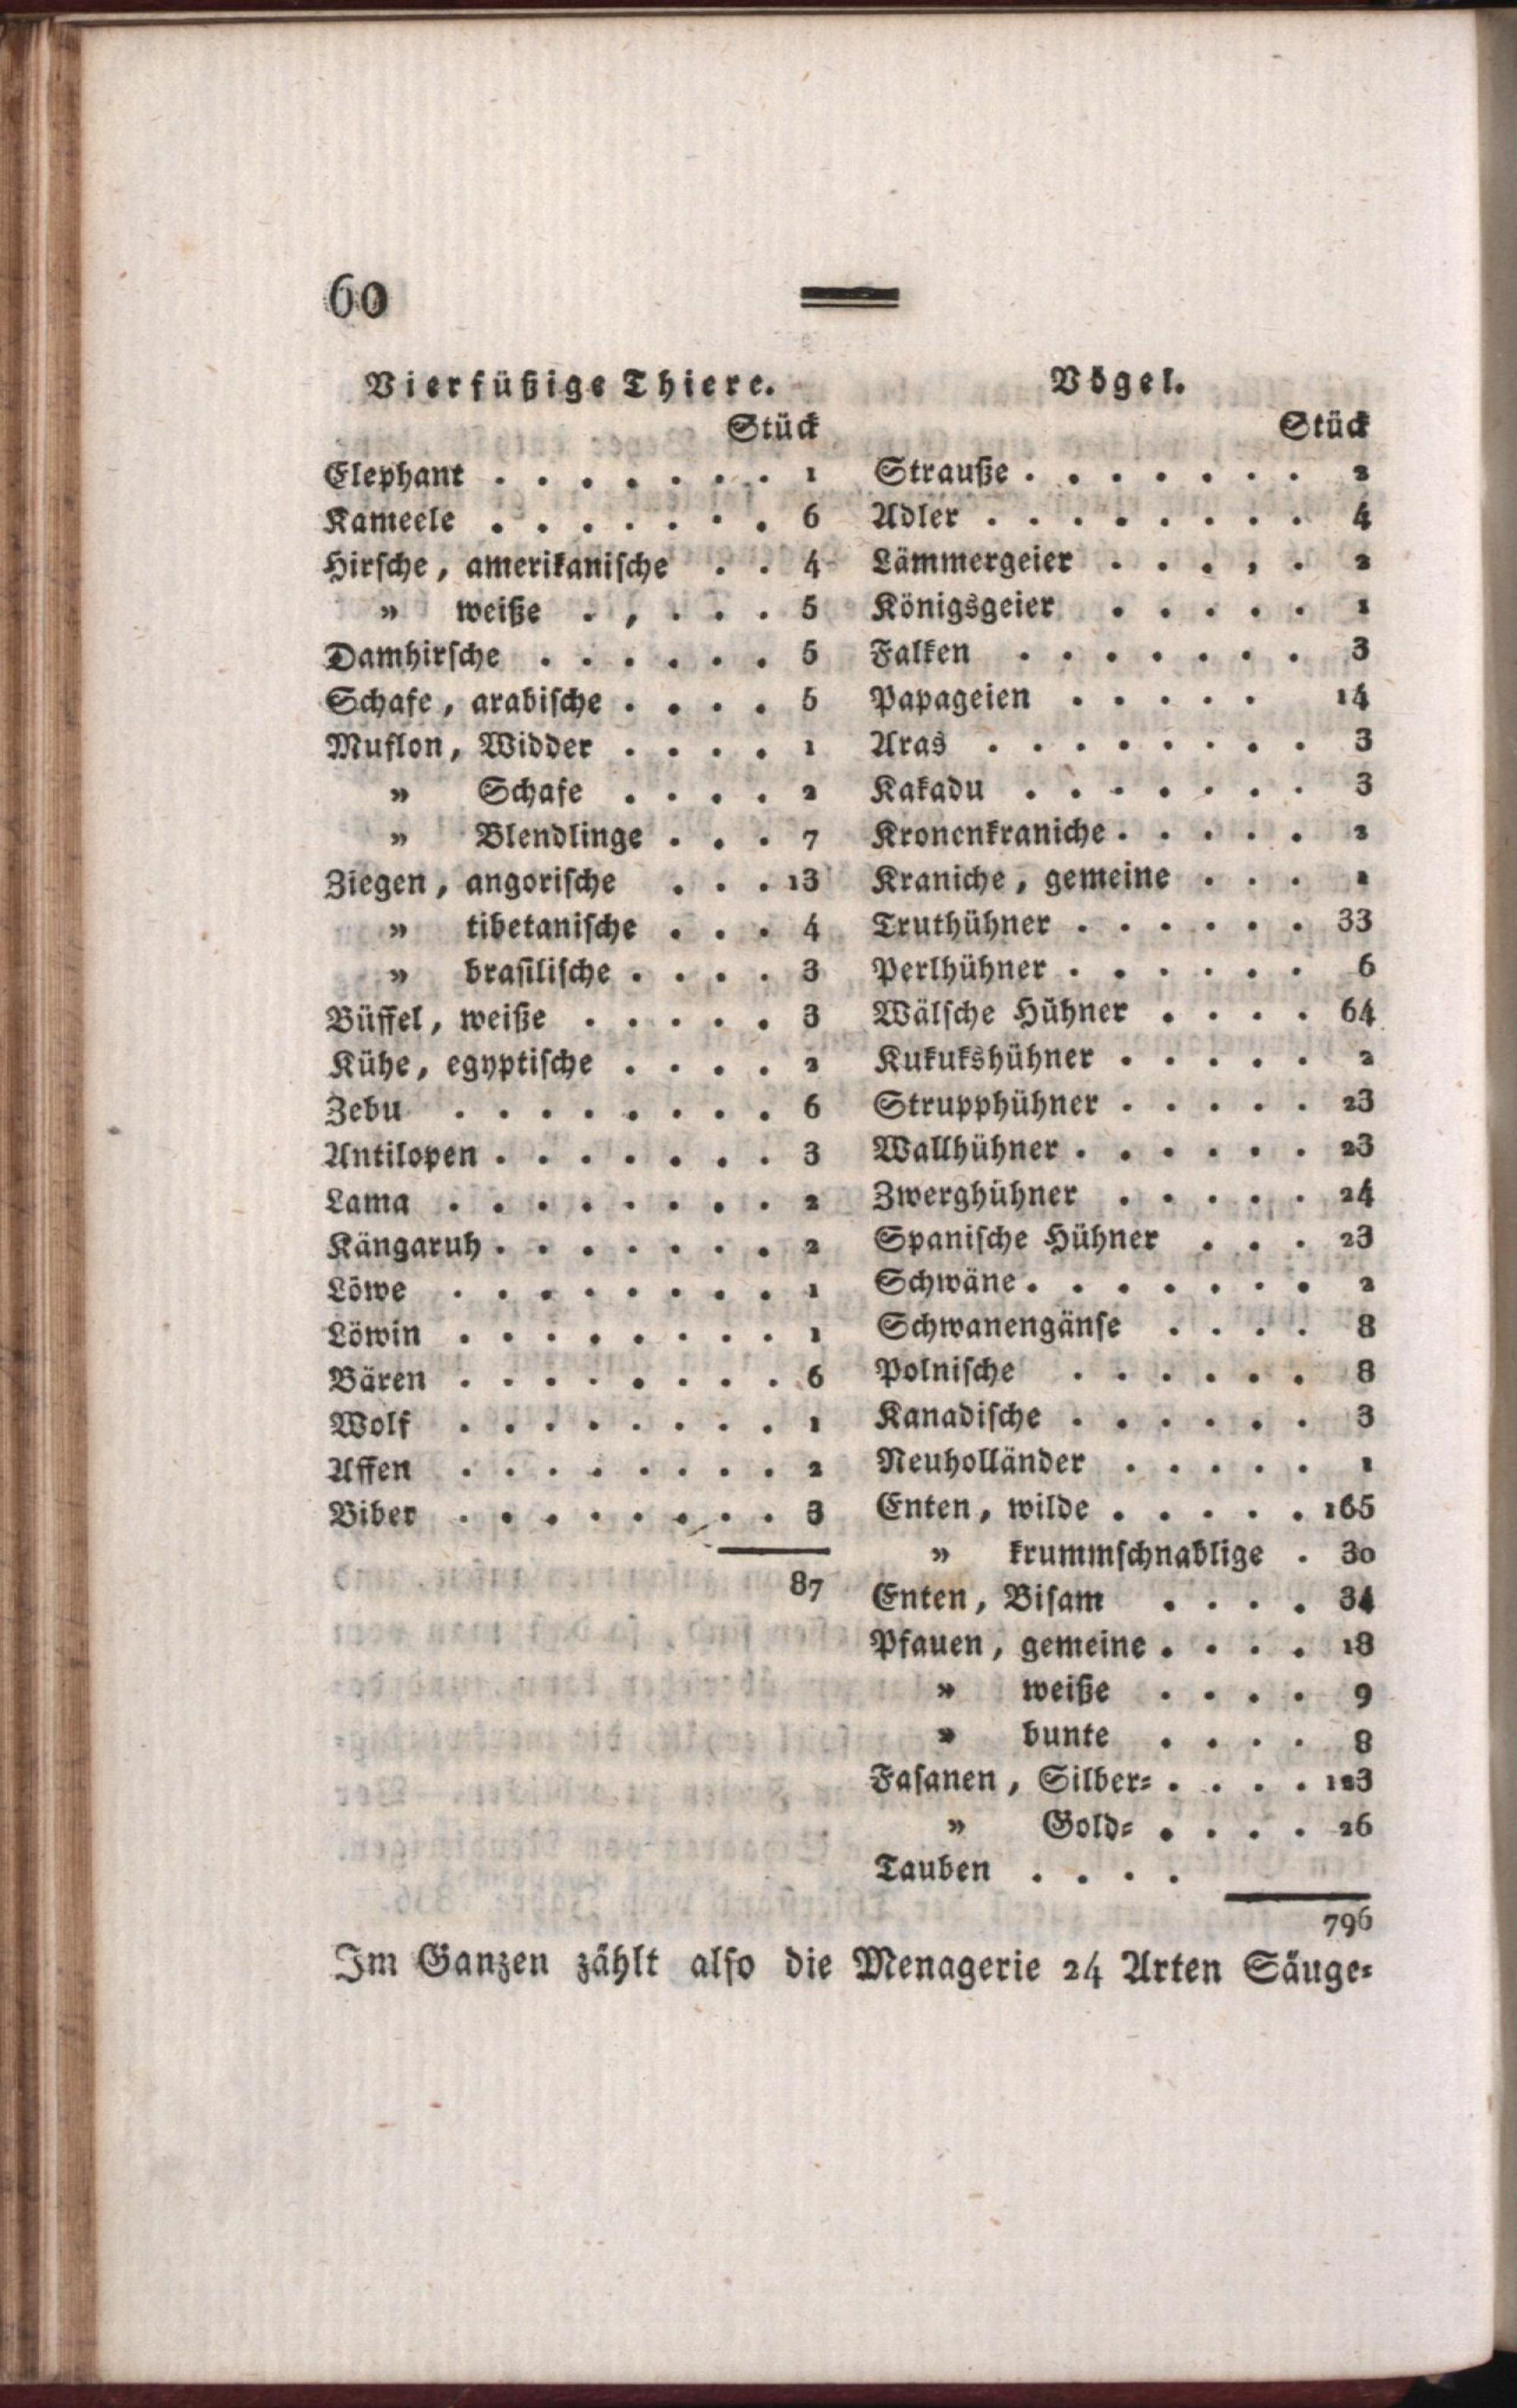 60
Vierfüßige Thiere.
Stück
Elephant . . . . . . . 1
Kameele . . . . . . . 6
Hirsche, amerikanische . . 4
" weiße . , . . . 5
Damhirsche . . . . . . 5
Schafe, arabische . . . . 5
Muflon, Widder . . . . 1
" Schafe . . . . 2
" Blendlinge . . . 7
Ziegen, angorische . . . 13
" tibetanische . . . 4
" brasilische . . . . 3
Büffel, weiße . . . . . 3
Kühe, egyptische . . . . 2
Zebu . . . . . . . . 6
Antilopen . . . . . . . 3
Lama . . . . . . . . 2
Kängaruh . . . . . . . 2
Löwe . . . . . . . . 1
Löwin . . . . . . . . 1
Bären . . . . . . . . 6
Wolf . . . . . . . . 1
Affen . . . . . . . . 2
Biber . . . . . . . . 3
87
Vögel.
Stück
Strauße . . . . . . . 2
Adler . . . . . . . . 4
Lämmergeier . . . , . 2
Königsgeier . . . . . 1
Falken . . . . . . . 3
Papageien . . . . . 14
Aras . . . . . . . . 3
Kakadu . . . . . . . 3
Kronenkraniche . . . . . 2
Kraniche, gemeine . . . 2
Truthühner . . . . . . 33
Perlhühner . . . . . . 6
Wälsche Hühner . . . . 64
Kukukshühner . . . . . 2
Strupphühner . . . . . 23
Wallhühner . . . . . . 23
Zwerghühner . . . . . 24
Spanische Hühner . . . 23
Schwäne . . . . . . . 2
Schwanengänse . . . . 8
Polnische . . . . . . 8
Kanadische . . . . . . 3
Neuholländer . . . . . 1
Enten, wilde . . . . . 165
" krummschnablige . 30
Enten, Bisam . . . . 34
Pfauen, gemeine . . . . 18
" weiße . . . . 9
" bunte . . . . 8
Fasanen, Silber= . . . . 123
" Gold= . . . . 26
Tauben . . . .
796
Im Ganzen zählt also die Menagerie 24 Arten Säuge=